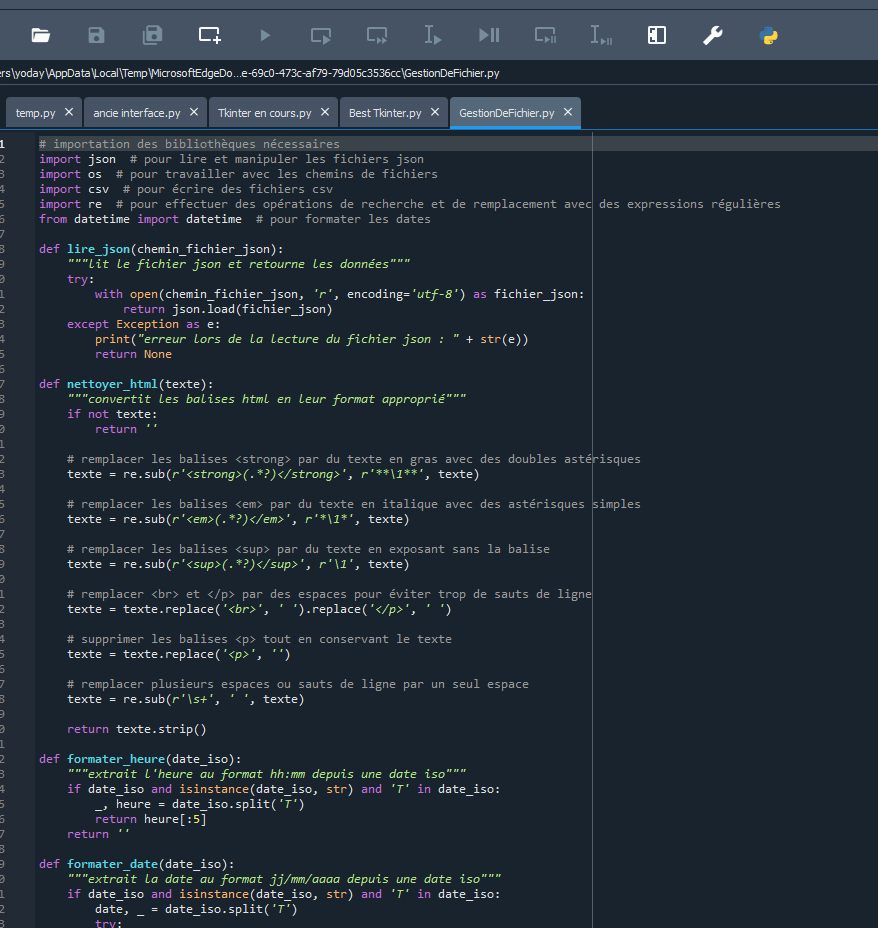 ers\yoday\AppData\Local\Temp\MicrosoftEdgeDo...e-69c0-473c-af79-79d05c3536cc\GestionDeFichier.py
temp.py ✕ ancie interface.py ✕ Tkinter en cours.py ✕ Best Tkinter.py ✕ GestionDeFichier.py ✕
1 # importation des bibliothèques nécessaires
2 import json  # pour lire et manipuler les fichiers json
3 import os  # pour travailler avec les chemins de fichiers
4 import csv  # pour écrire des fichiers csv
5 import re  # pour effectuer des opérations de recherche et de remplacement avec des expressions régulières
6 from datetime import datetime  # pour formater les dates
7
8 def lire_json(chemin_fichier_json):
9     """lit le fichier json et retourne les données"""
0     try:
1         with open(chemin_fichier_json, 'r', encoding='utf-8') as fichier_json:
2             return json.load(fichier_json)
3     except Exception as e:
4         print("erreur lors de la lecture du fichier json : " + str(e))
5         return None
6
7 def nettoyer_html(texte):
8     """convertit les balises html en leur format approprié"""
9     if not texte:
0         return ''
1
2     # remplacer les balises <strong> par du texte en gras avec des doubles astérisques
3     texte = re.sub(r'<strong>(.*?)</strong>', r'**\1**', texte)
4
5     # remplacer les balises <em> par du texte en italique avec des astérisques simples
6     texte = re.sub(r'<em>(.*?)</em>', r'*\1*', texte)
7
8     # remplacer les balises <sup> par du texte en exposant sans la balise
9     texte = re.sub(r'<sup>(.*?)</sup>', r'\1', texte)
0
1     # remplacer <br> et </p> par des espaces pour éviter trop de sauts de ligne
2     texte = texte.replace('<br>', ' ').replace('</p>', ' ')
3
4     # supprimer les balises <p> tout en conservant le texte
5     texte = texte.replace('<p>', '')
6
7     # remplacer plusieurs espaces ou sauts de ligne par un seul espace
8     texte = re.sub(r'\s+', ' ', texte)
9
0     return texte.strip()
1
2 def formater_heure(date_iso):
3     """extrait l'heure au format hh:mm depuis une date iso"""
4     if date_iso and isinstance(date_iso, str) and 'T' in date_iso:
5         _, heure = date_iso.split('T')
6         return heure[:5]
7     return ''
8
9 def formater_date(date_iso):
0     """extrait la date au format jj/mm/aaaa depuis une date iso"""
1     if date_iso and isinstance(date_iso, str) and 'T' in date_iso:
2         date, _ = date_iso.split('T')
3         try: